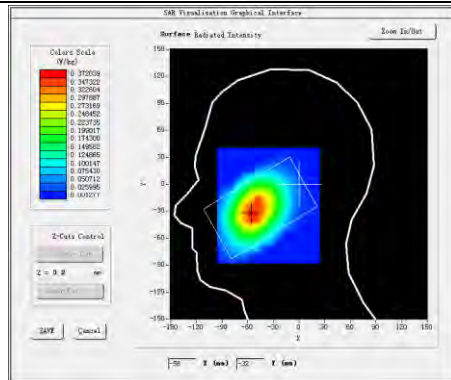 SAR Visualisation Graphical Interface
Surface Radiated Intensity
Zoom In/Out
Colors Scale
(W/kg)
0.372039
0.347322
0.322604
0.297887
0.273169
0.248452
0.223735
0.199017
0.174300
0.149582
0.124865
0.100147
0.075430
0.050712
0.025995
0.001277
150
120
90
60
30
0
-30
-60
-90
-120
-150
Y
-150 -120 -90 -60 -30 0 30 60 90 120 150
X
Z-Cuts Control
Z = 0.0 mm
SAVE
Cancel
-56 X (mm) -32 Y (mm)